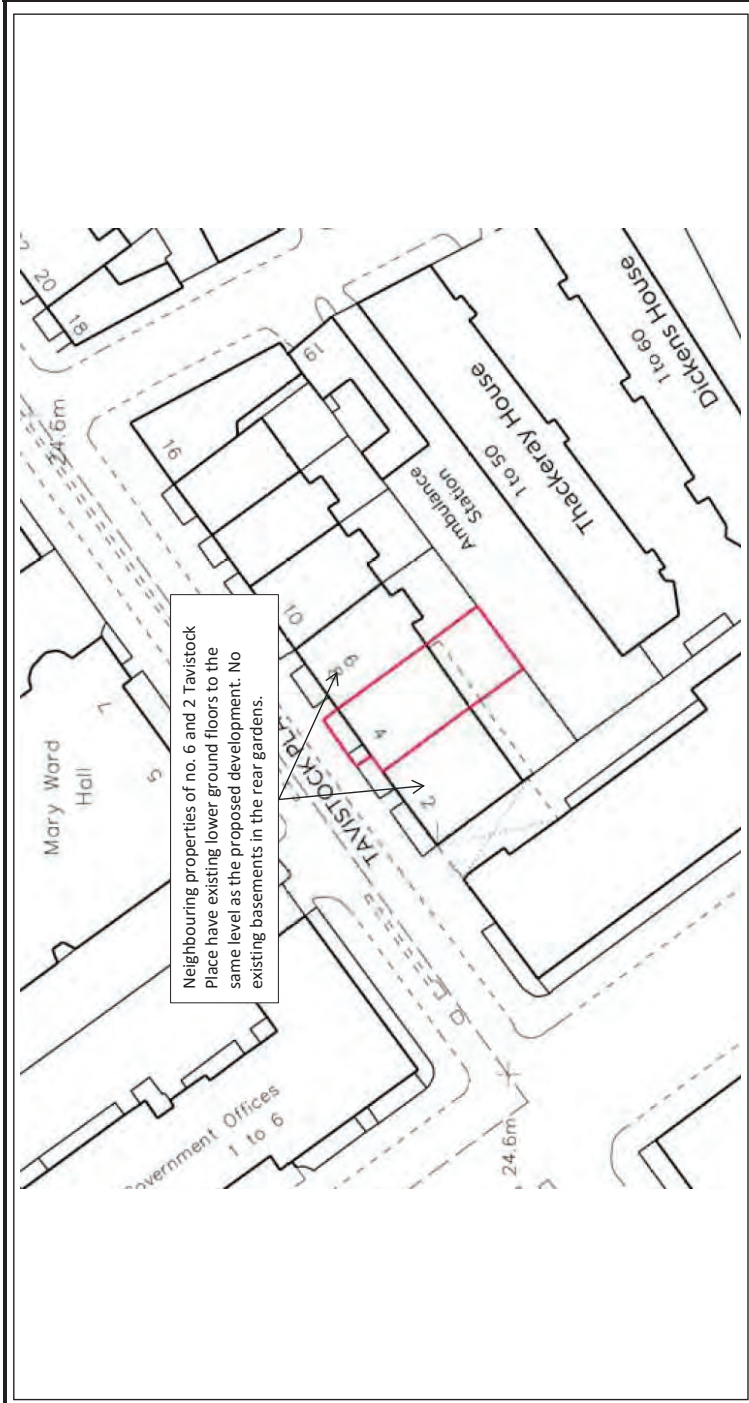 Neighbouring properties of no. 6 and 2 Tavistock
Place have existing lower ground floors to the
same level as the proposed development. No
existing basements in the rear gardens.
Mary Ward
Hall
7
5
Government Offices
1 to 6
TAVISTOCK PLA
24.6m
24.6m
20
18
16
10
8
6
4
2
19
Ambulance
Station
Thackeray House
1 to 50
Dickens House
1 to 60